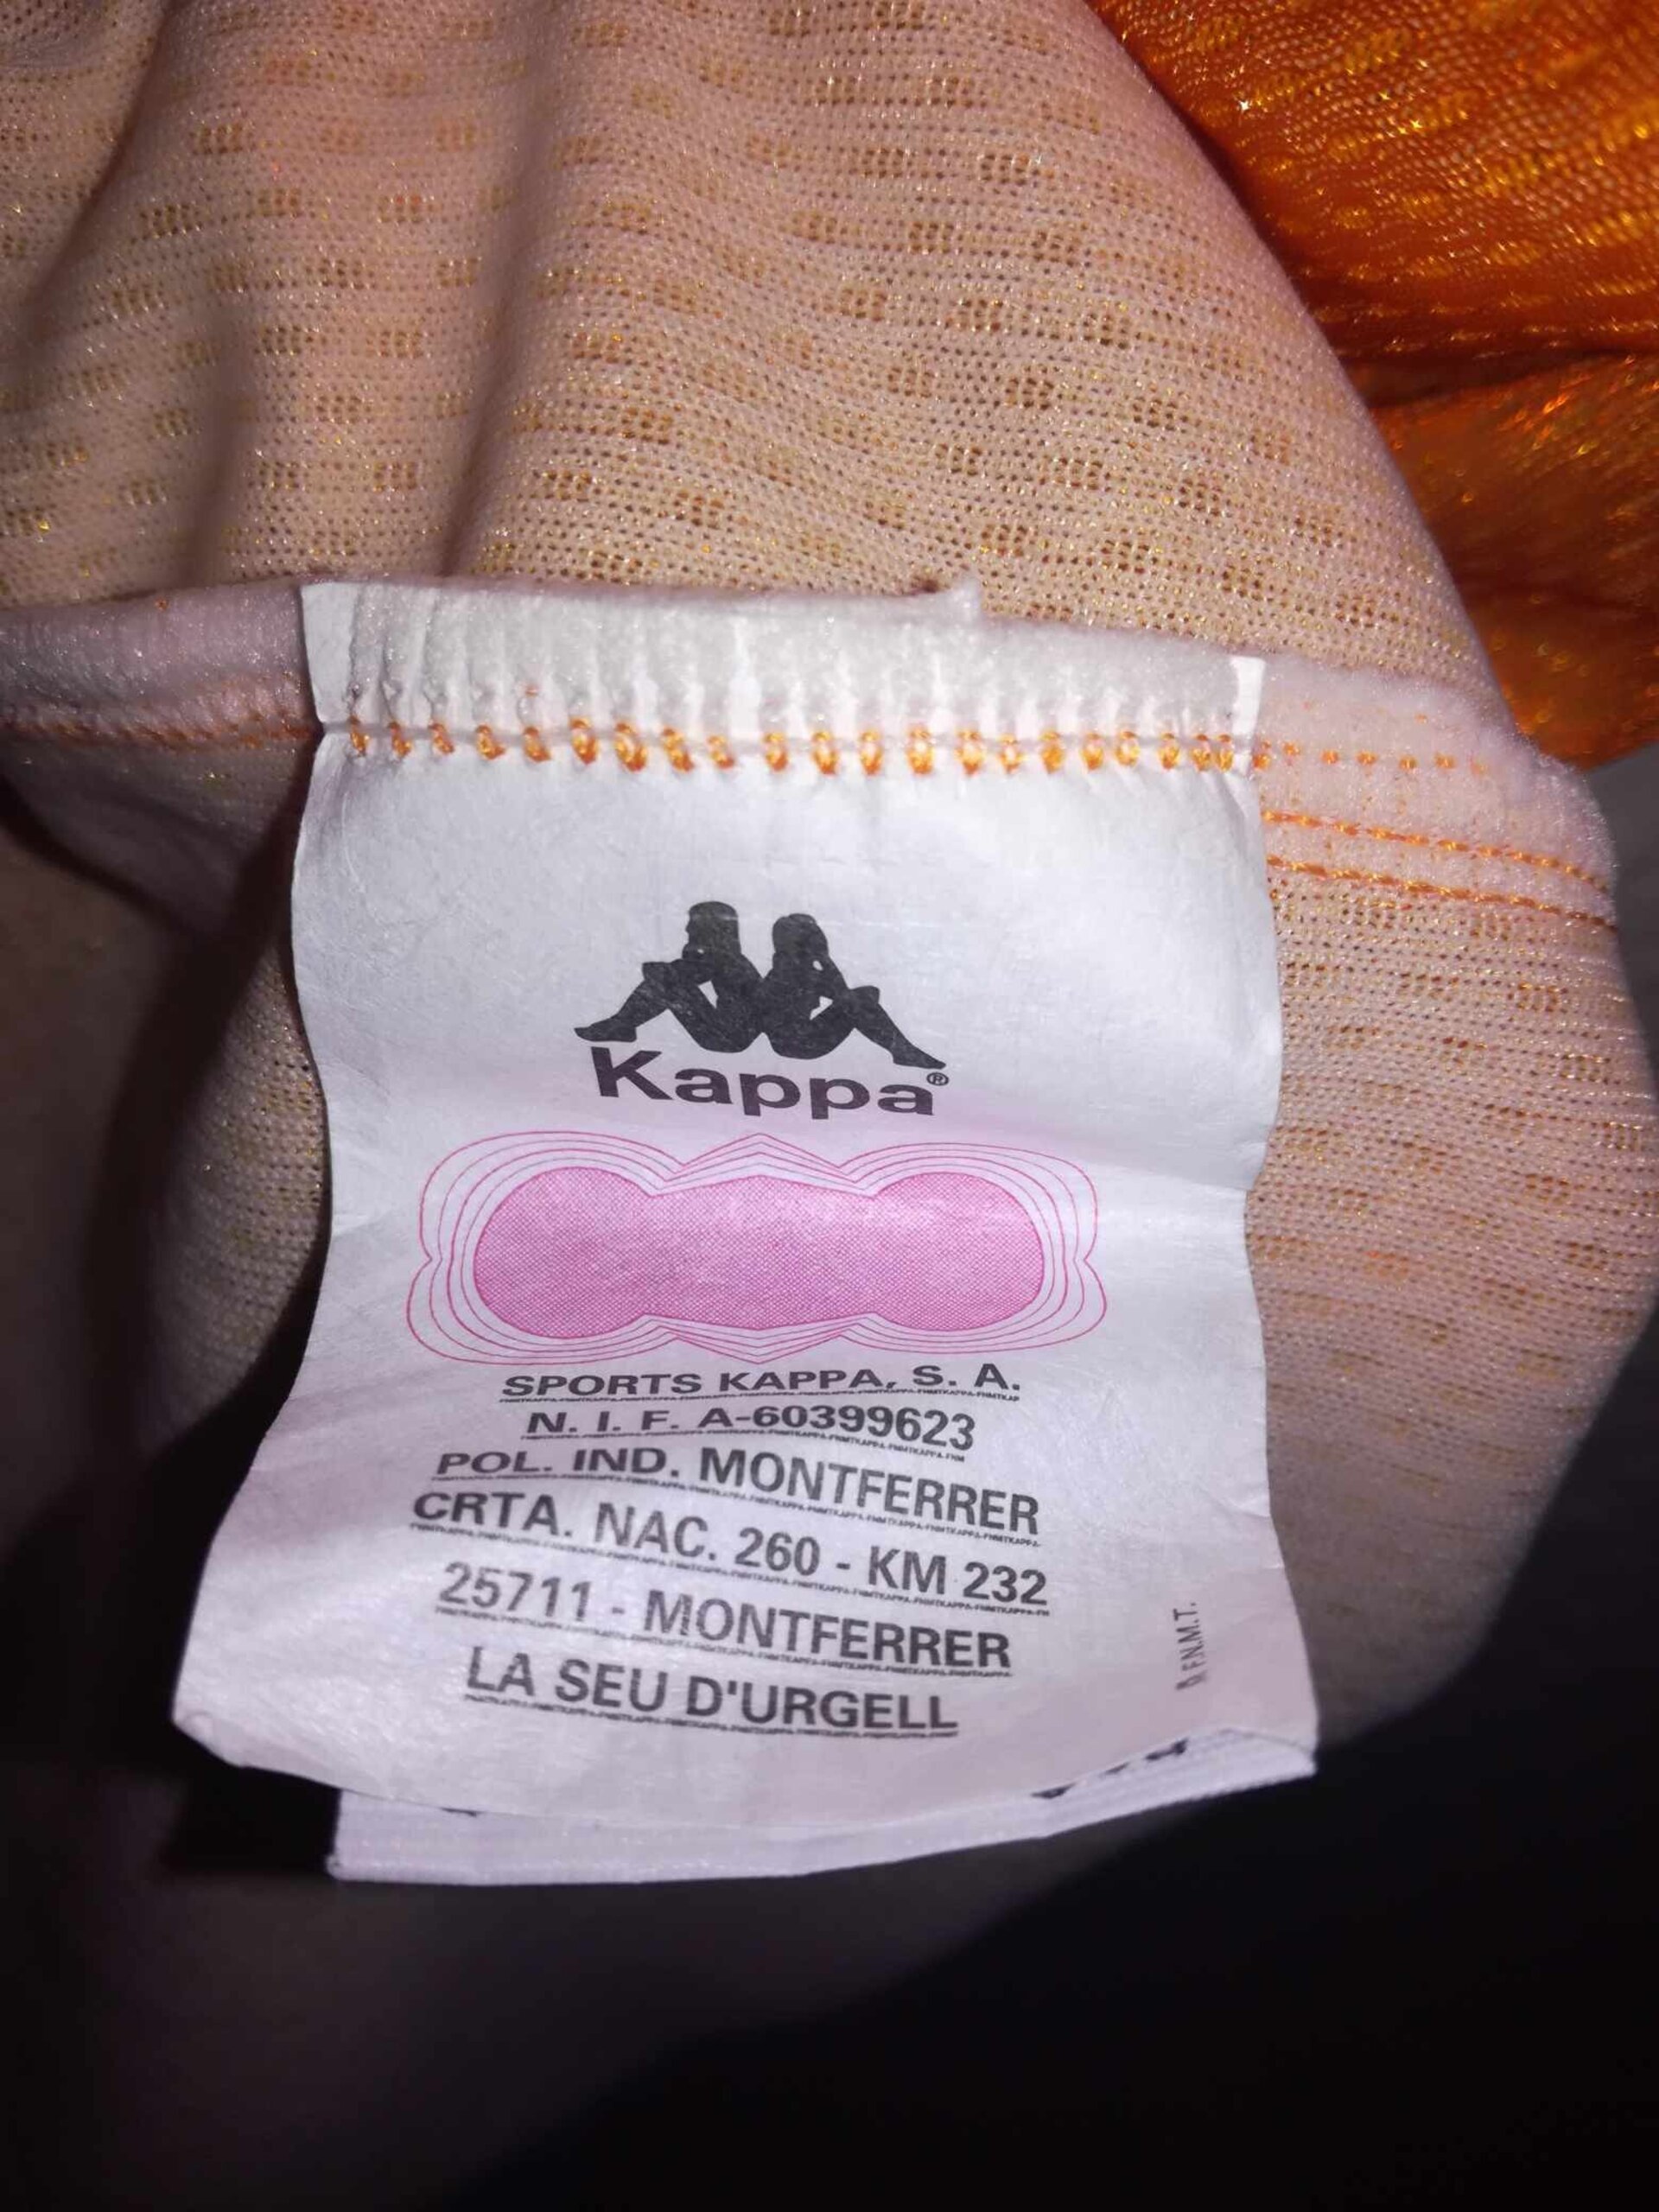 Kappa®
SPORTS KAPPA, S. A.
N. I. F. A-60399623
POL. IND. MONTFERRER
CRTA. NAC. 260 - KM 232
25711 - MONTFERRER
LA SEU D'URGELL
F.N.M.T.